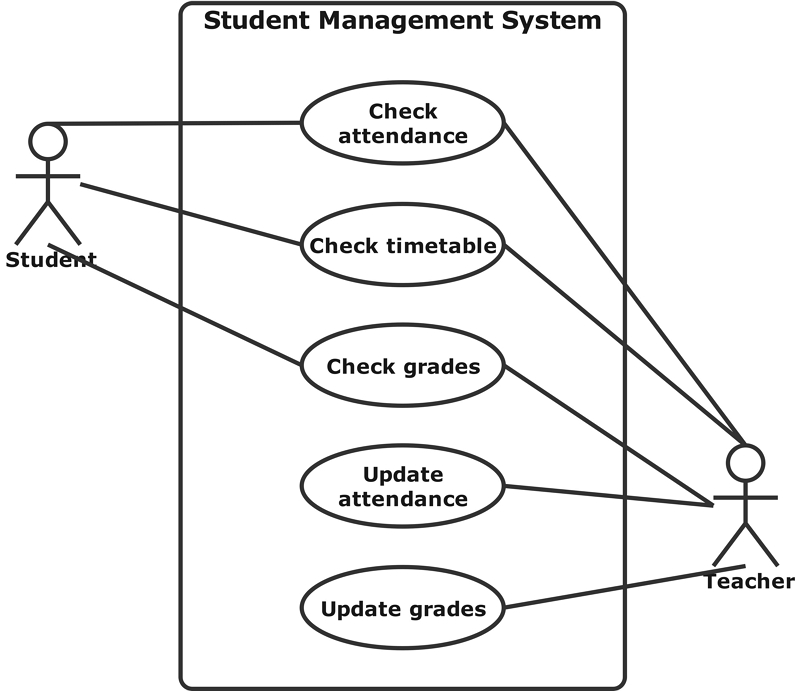 Student Management System
Check
attendance
Student
Check timetable
Check grades
Update
attendance
Teacher
Update grades